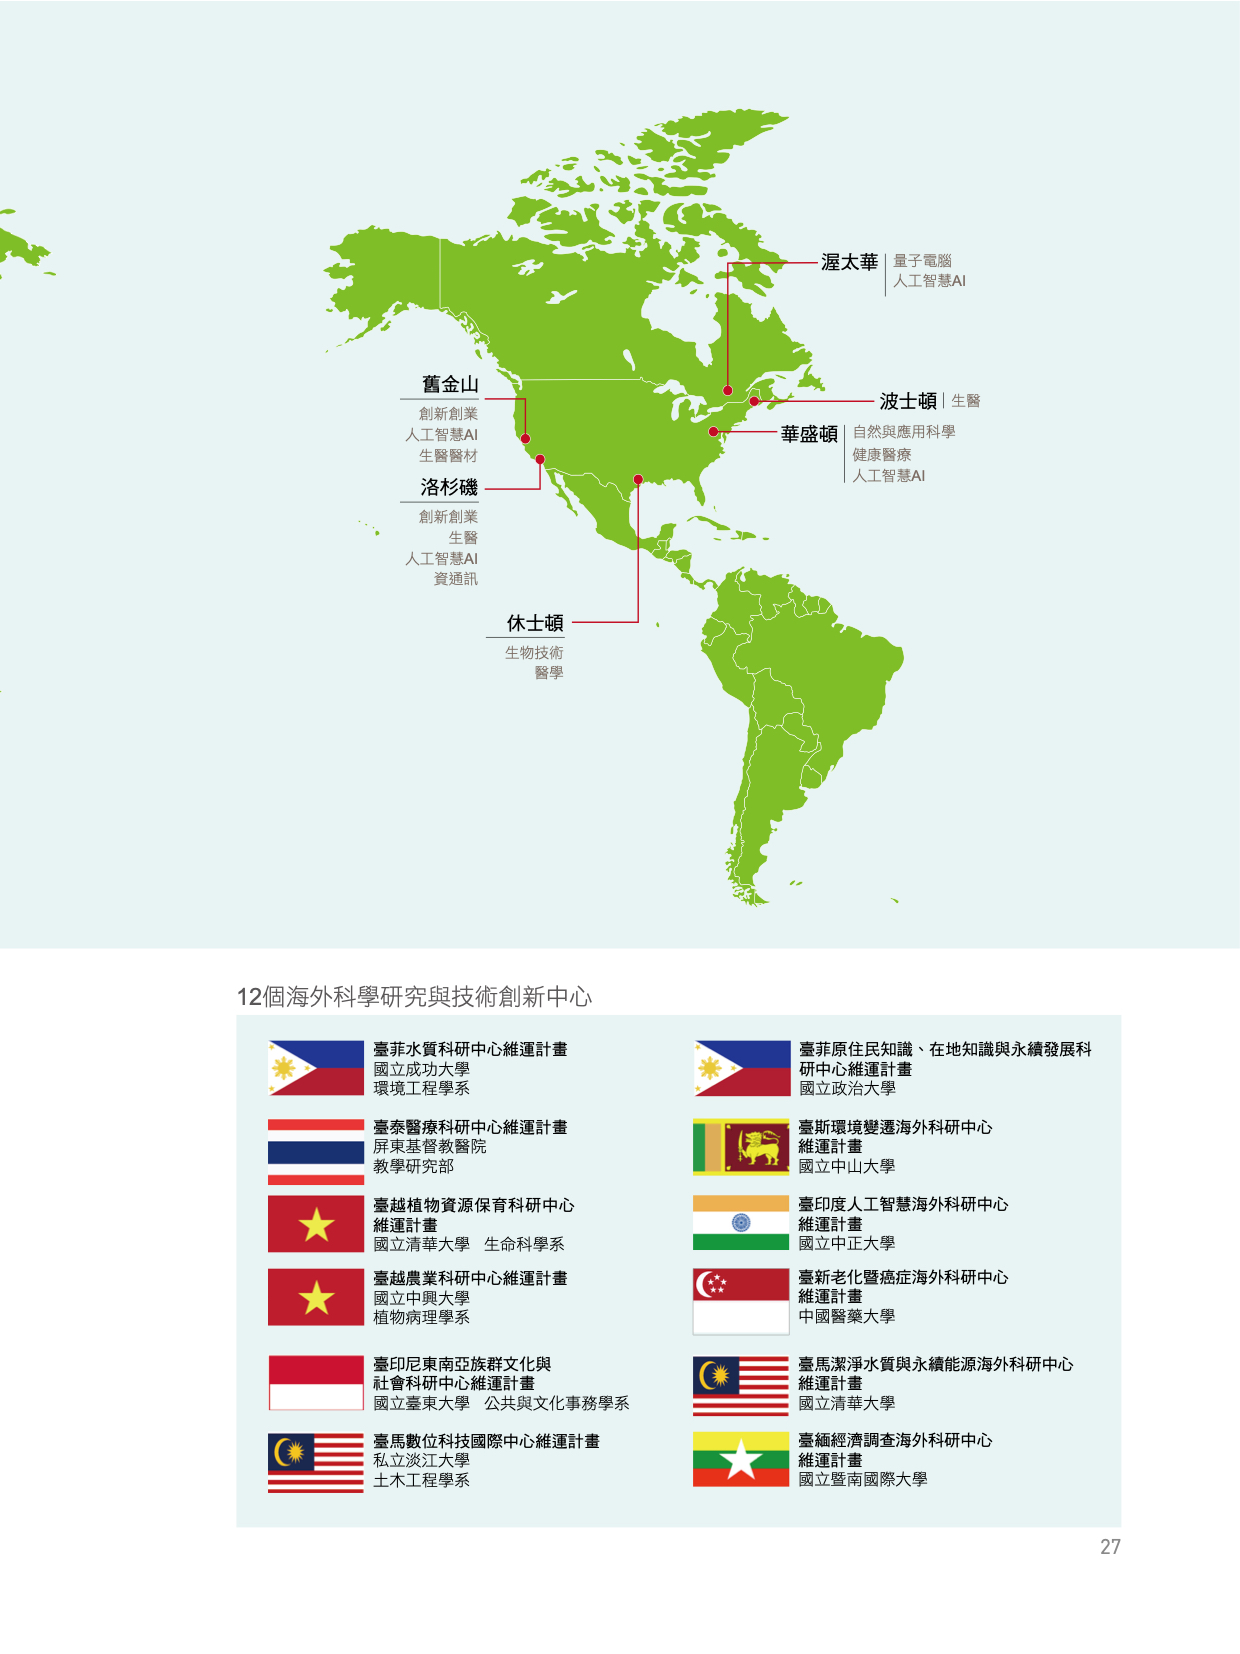 渥太華
量子電腦
人工智慧AI
舊金山
創新創業
人工智慧AI
生醫醫材
波士頓
生醫
華盛頓
自然與應用科學
健康醫療
人工智慧AI
洛杉磯
創新創業
生醫
人工智慧AI
資通訊
休士頓
生物技術
醫學
12個海外科學研究與技術創新中心
臺菲水質科研中心維運計畫
國立成功大學
環境工程學系
臺泰醫療科研中心維運計畫
屏東基督教醫院
教學研究部
臺越植物資源保育科研中心
維運計畫
國立清華大學 生命科學系
臺越農業科研中心維運計畫
國立中興大學
植物病理學系
臺印尼東南亞族群文化與
社會科研中心維運計畫
國立臺東大學 公共與文化事務學系
臺馬數位科技國際中心維運計畫
私立淡江大學
土木工程學系
臺菲原住民知識、在地知識與永續發展科
研中心維運計畫
國立政治大學
臺斯環境變遷海外科研中心
維運計畫
國立中山大學
臺印度人工智慧海外科研中心
維運計畫
國立中正大學
臺新老化暨癌症海外科研中心
維運計畫
中國醫藥大學
臺馬潔淨水質與永續能源海外科研中心
維運計畫
國立清華大學
臺緬經濟調查海外科研中心
維運計畫
國立暨南國際大學
27